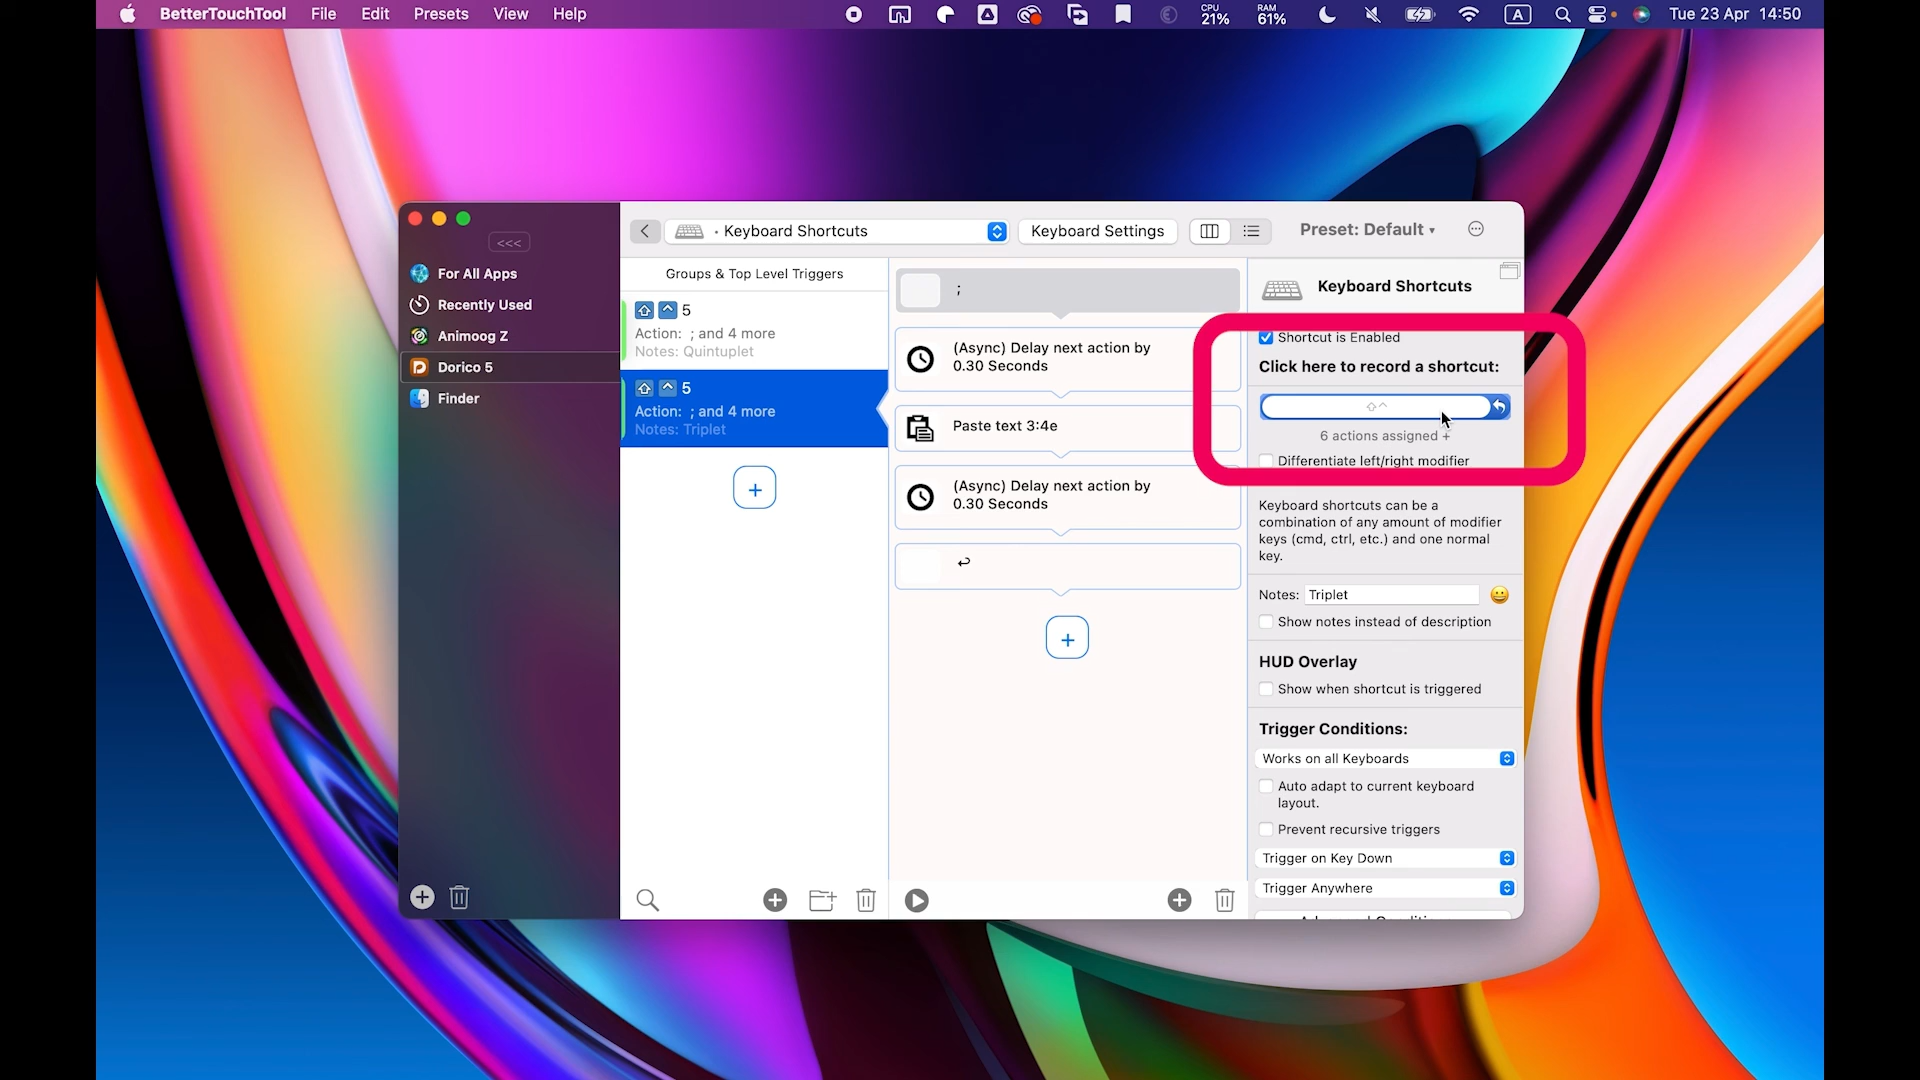 BetterTouchTool File Edit Presets View Help
CPU 21% RAM 61% A Tue 23 Apr 14:50
<<<
For All Apps
Recently Used
Animoog Z
Dorico 5
Finder
Keyboard Shortcuts
Keyboard Settings
Preset: Default
Groups & Top Level Triggers
⇧ ⌃ 5
Action: ; and 4 more
Notes: Quintuplet
⇧ ⌃ 5
Action: ; and 4 more
Notes: Triplet
+
;
(Async) Delay next action by
0.30 Seconds
Paste text 3:4e
(Async) Delay next action by
0.30 Seconds
↩
+
Keyboard Shortcuts
Shortcut is Enabled
Click here to record a shortcut:
⇧⌃
6 actions assigned +
Differentiate left/right modifier
Keyboard shortcuts can be a
combination of any amount of modifier
keys (cmd, ctrl, etc.) and one normal
key.
Notes: Triplet
Show notes instead of description
HUD Overlay
Show when shortcut is triggered
Trigger Conditions:
Works on all Keyboards
Auto adapt to current keyboard
layout.
Prevent recursive triggers
Trigger on Key Down
Trigger Anywhere